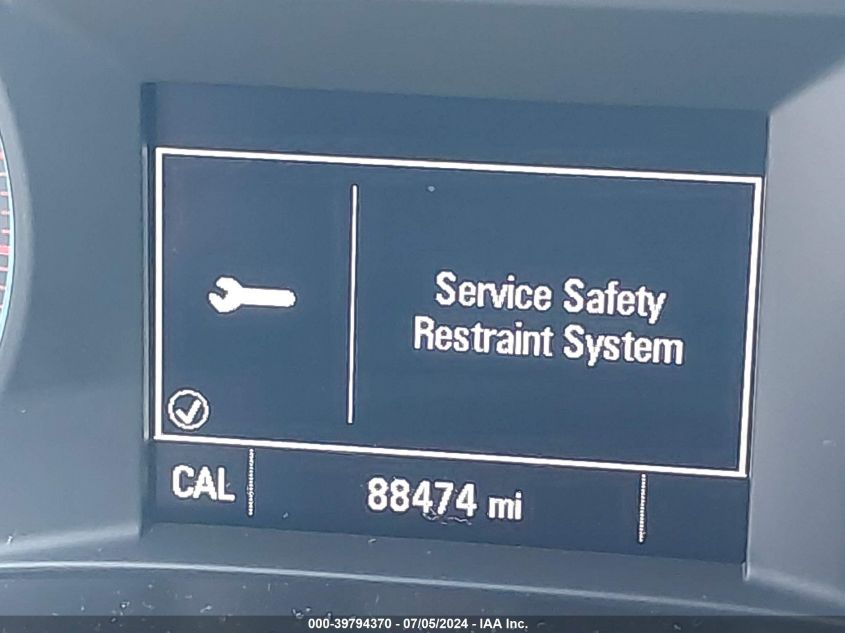 Service Safety
Restraint System
CAL
88474 mi
000-39794370 - 07/05/2024 - IAA Inc.